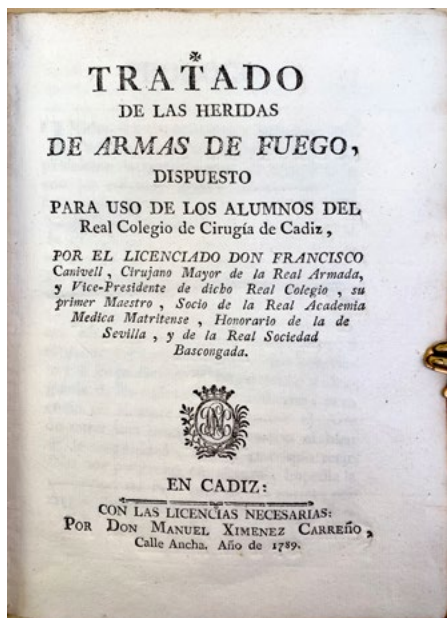 TRATADO
DE LAS HERIDAS
DE ARMAS DE FUEGO,
DISPUESTO
PARA USO DE LOS ALUMNOS DEL
Real Colegio de Cirugía de Cadiz,
POR EL LICENCIADO DON FRANCISCO
Canivell, Cirujano Mayor de la Real Armada,
y Vice-Presidente de dicho Real Colegio, su
primer Maestro, Socio de la Real Academia
Medica Matritense, Honorario de la de
Sevilla, y de la Real Sociedad
Bascongada.
EN CADIZ:
CON LAS LICENCIAS NECESARIAS:
POR DON MANUEL XIMENEZ CARREÑO,
Calle Ancha. Año de 1789.